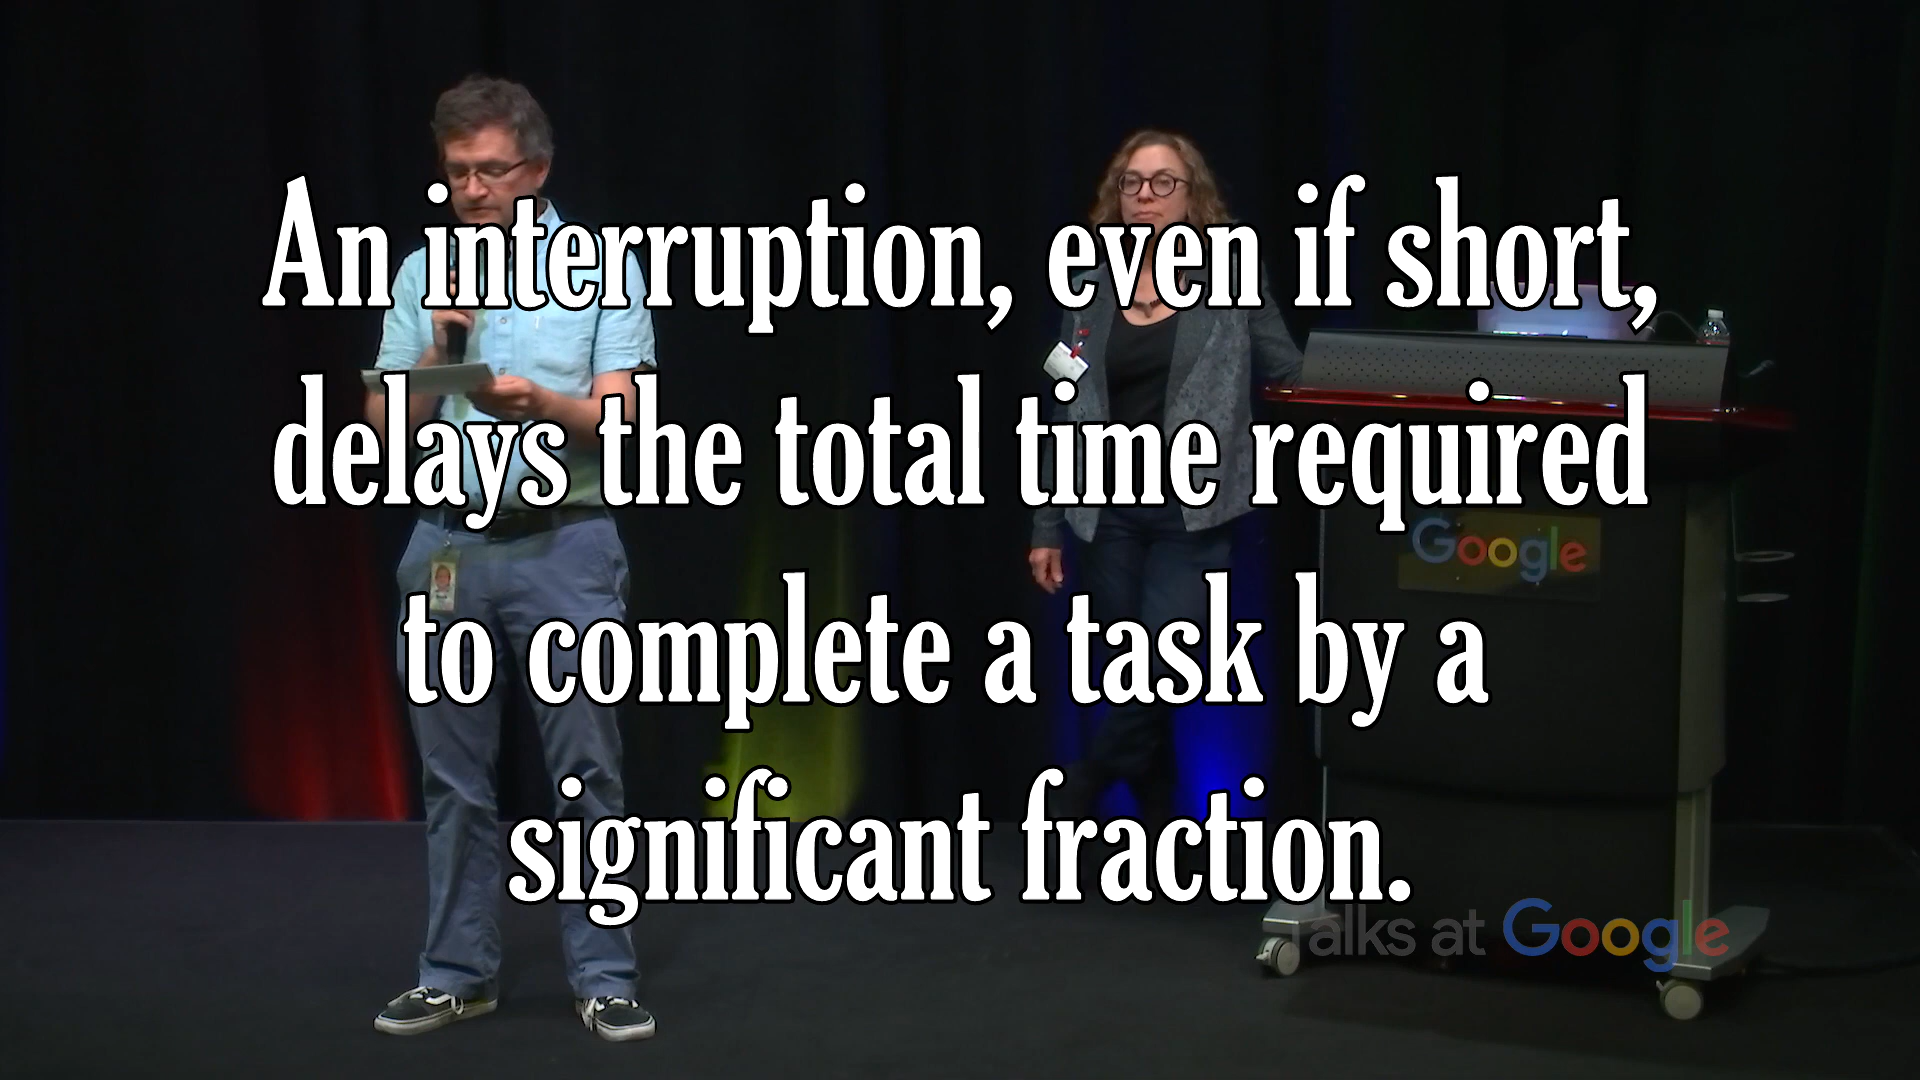 An interruption, even if short,
delays the total time required
to complete a task by a
significant fraction.
Google
alks at Google